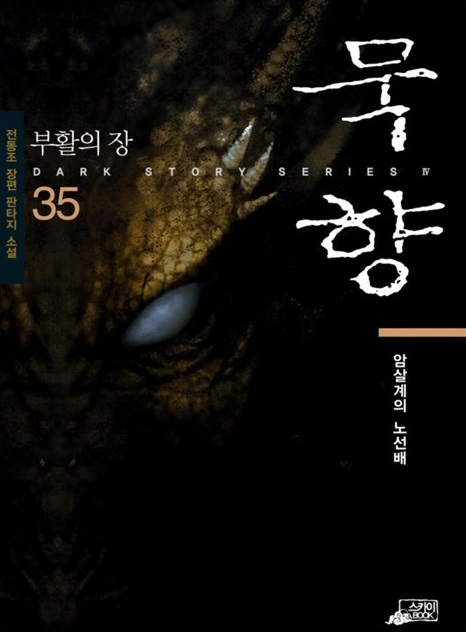 묵향
전동조 장편 판타지 소설
부활의 장
DARK STORY SERIES Ⅳ
35
암살계의 노선배
스카이
BOOK